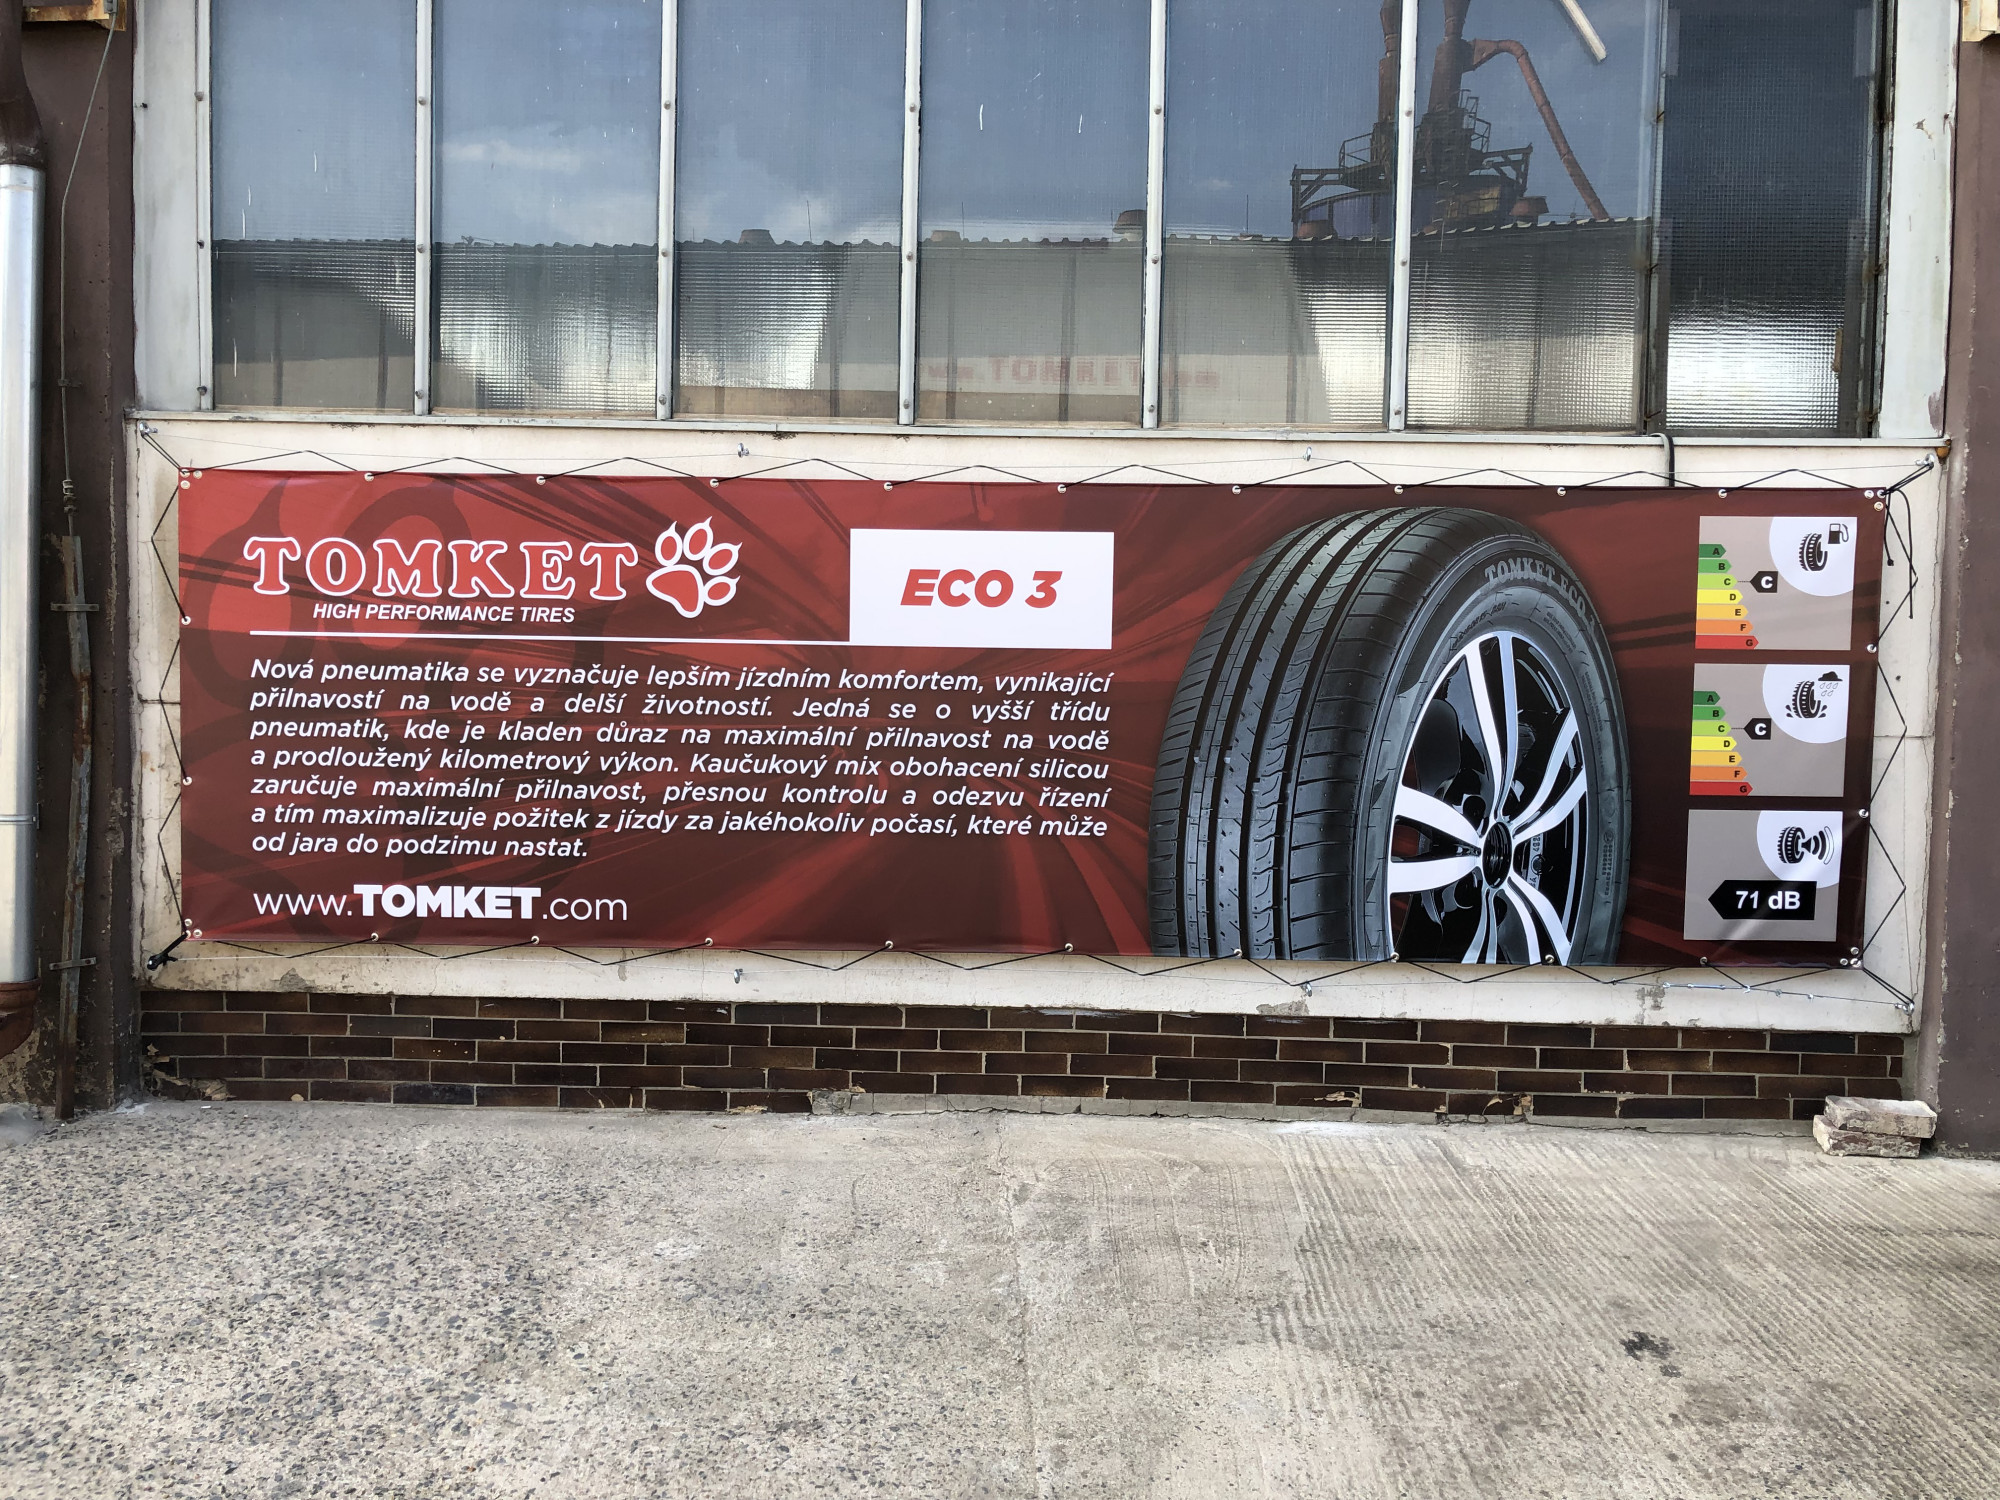 TOMKET
HIGH PERFORMANCE TIRES
ECO 3
Nová pneumatika se vyznačuje lepším jízdním komfortem, vynikající
přilnavostí na vodě a delší životností. Jedná se o vyšší třídu
pneumatik, kde je kladen důraz na maximální přilnavost na vodě
a prodloužený kilometrový výkon. Kaučukový mix obohacení silicou
zaručuje maximální přilnavost, přesnou kontrolu a odezvu řízení
a tím maximalizuje požitek z jízdy za jakéhokoliv počasí, které může
od jara do podzimu nastat.
www.TOMKET.com
TOMKET ECO
A
B
C
C
D
E
F
G
A
B
C
C
D
E
F
G
71 dB